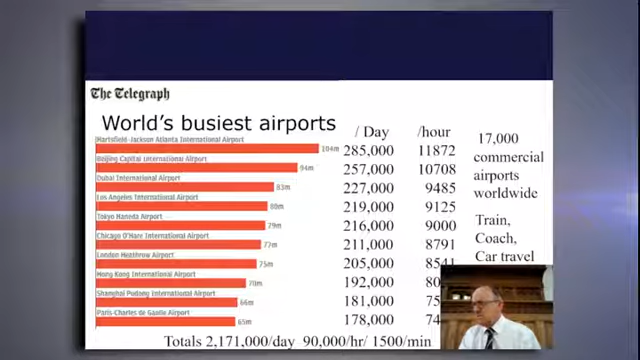 The Telegraph
World's busiest airports
/ Day /hour
Hartsfield-Jackson Atlanta International Airport
104m 285,000 11872
Beijing Capital International Airport
94m 257,000 10708
Dubai International Airport
83m 227,000 9485
Los Angeles International Airport
80m 219,000 9125
Tokyo Haneda Airport
79m 216,000 9000
Chicago O'Hare International Airport
77m 211,000 8791
London Heathrow Airport
75m 205,000 8541
Hong Kong International Airport
70m 192,000 80
Shanghai Pudong International Airport
66m 181,000 75
Paris-Charles de Gaulle Airport
65m 178,000 74
17,000
commercial
airports
worldwide
Train,
Coach,
Car travel
Totals 2,171,000/day 90,000/hr/ 1500/min